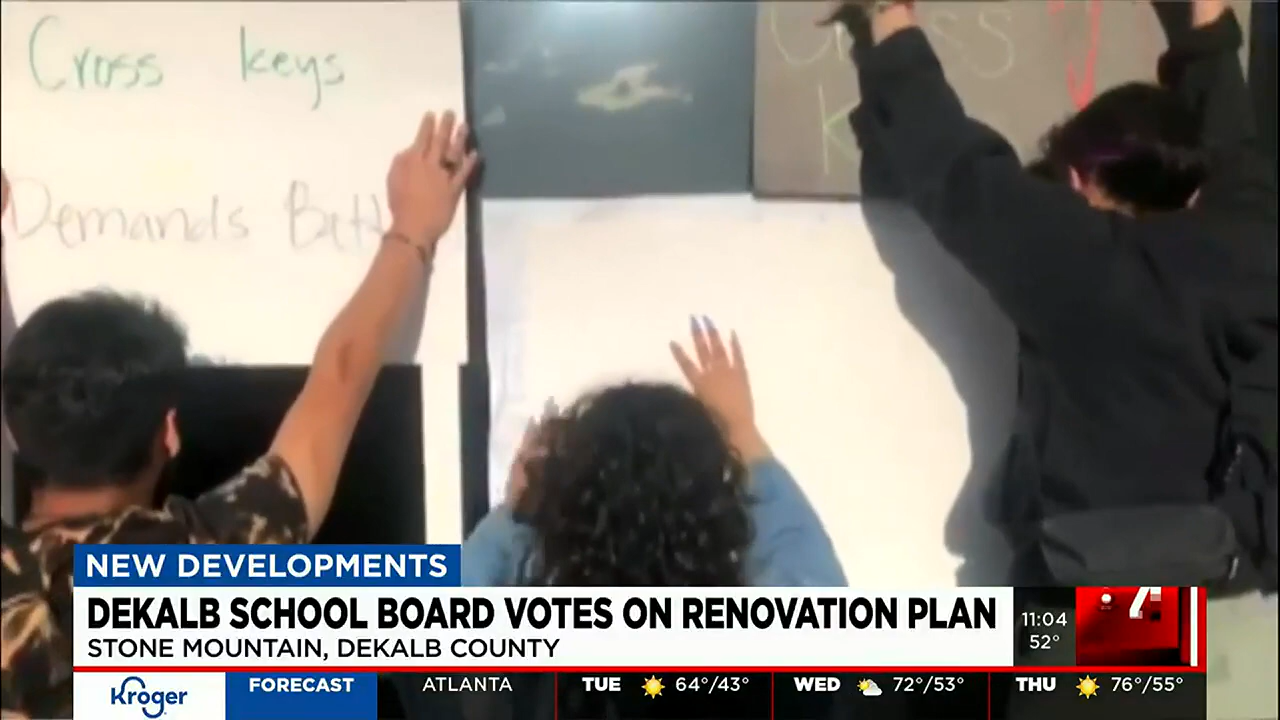 Cross keys
Demands
NEW DEVELOPMENTS
DEKALB SCHOOL BOARD VOTES ON RENOVATION PLAN
STONE MOUNTAIN, DEKALB COUNTY
11:04
52°
7
Kroger
FORECAST
ATLANTA
TUE 64°/43°
WED 72°/53°
THU 76°/55°